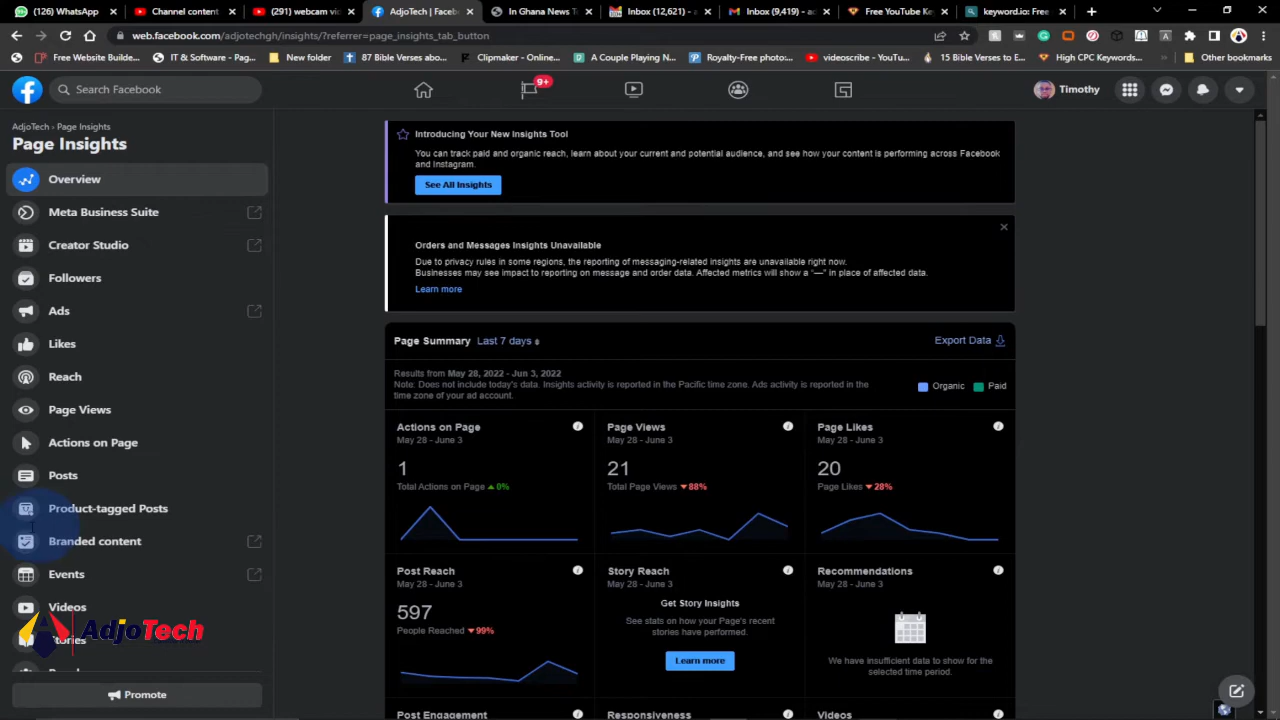 (20) WhatsApp
Channel content
(291) webcam vi
AdjoTech | Faceb
In Ghana News T
Inbox (12,621) - a
Inbox (9,419) - ad
Free YouTube Ke
keyword.io: Free
web.facebook.com/adjotechgh/insights/?referrer=page_insights_tab_button
Free Website Builde...
IT & Software - Pag...
New folder
87 Bible Verses abo...
Clipmaker - Online...
A Couple Playing N...
Royalty-Free photo:...
videoscribe - YouTu...
15 Bible Verses to E...
High CPC Keywords...
Other bookmarks
Search Facebook
9+
Timothy
AdjoTech › Page Insights
Page Insights
Overview
Meta Business Suite
Creator Studio
Followers
Ads
Likes
Reach
Page Views
Actions on Page
Posts
Product-tagged Posts
Branded content
Events
Videos
Stories
AdjoTech
Promote
Introducing Your New Insights Tool
You can track paid and organic reach, learn about your current and potential audience, and see how your content is performing across Facebook
and Instagram.
See All Insights
Orders and Messages Insights Unavailable
Due to privacy rules in some regions, the reporting of messaging-related insights are unavailable right now.
Businesses may see impact to reporting on message and order data. Affected metrics will show a "—" in place of affected data.
Learn more
Page Summary Last 7 days
Export Data
Results from May 28, 2022 - Jun 3, 2022
Note: Does not include today's data. Insights activity is reported in the Pacific time zone. Ads activity is reported in the
time zone of your ad account.
Organic Paid
Actions on Page
May 28 - June 3
1
Total Actions on Page 0%
Page Views
May 28 - June 3
21
Total Page Views 88%
Page Likes
May 28 - June 3
20
Page Likes 28%
Post Reach
May 28 - June 3
597
People Reached 99%
Story Reach
May 28 - June 3
Get Story Insights
See stats on how your Page's recent
stories have performed.
Learn more
Recommendations
May 28 - June 3
We have insufficient data to show for the
selected time period.
Post Engagement
Responsiveness
Videos